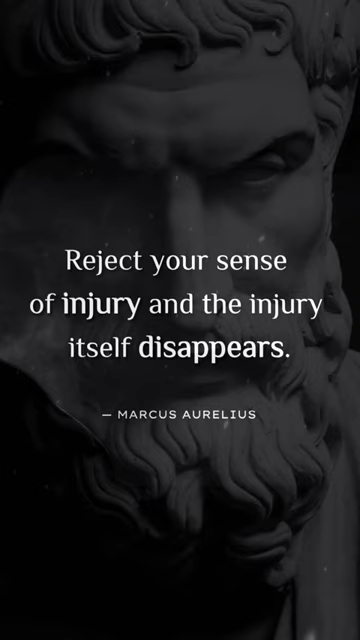 Reject your sense
of injury and the injury
itself disappears.
— MARCUS AURELIUS